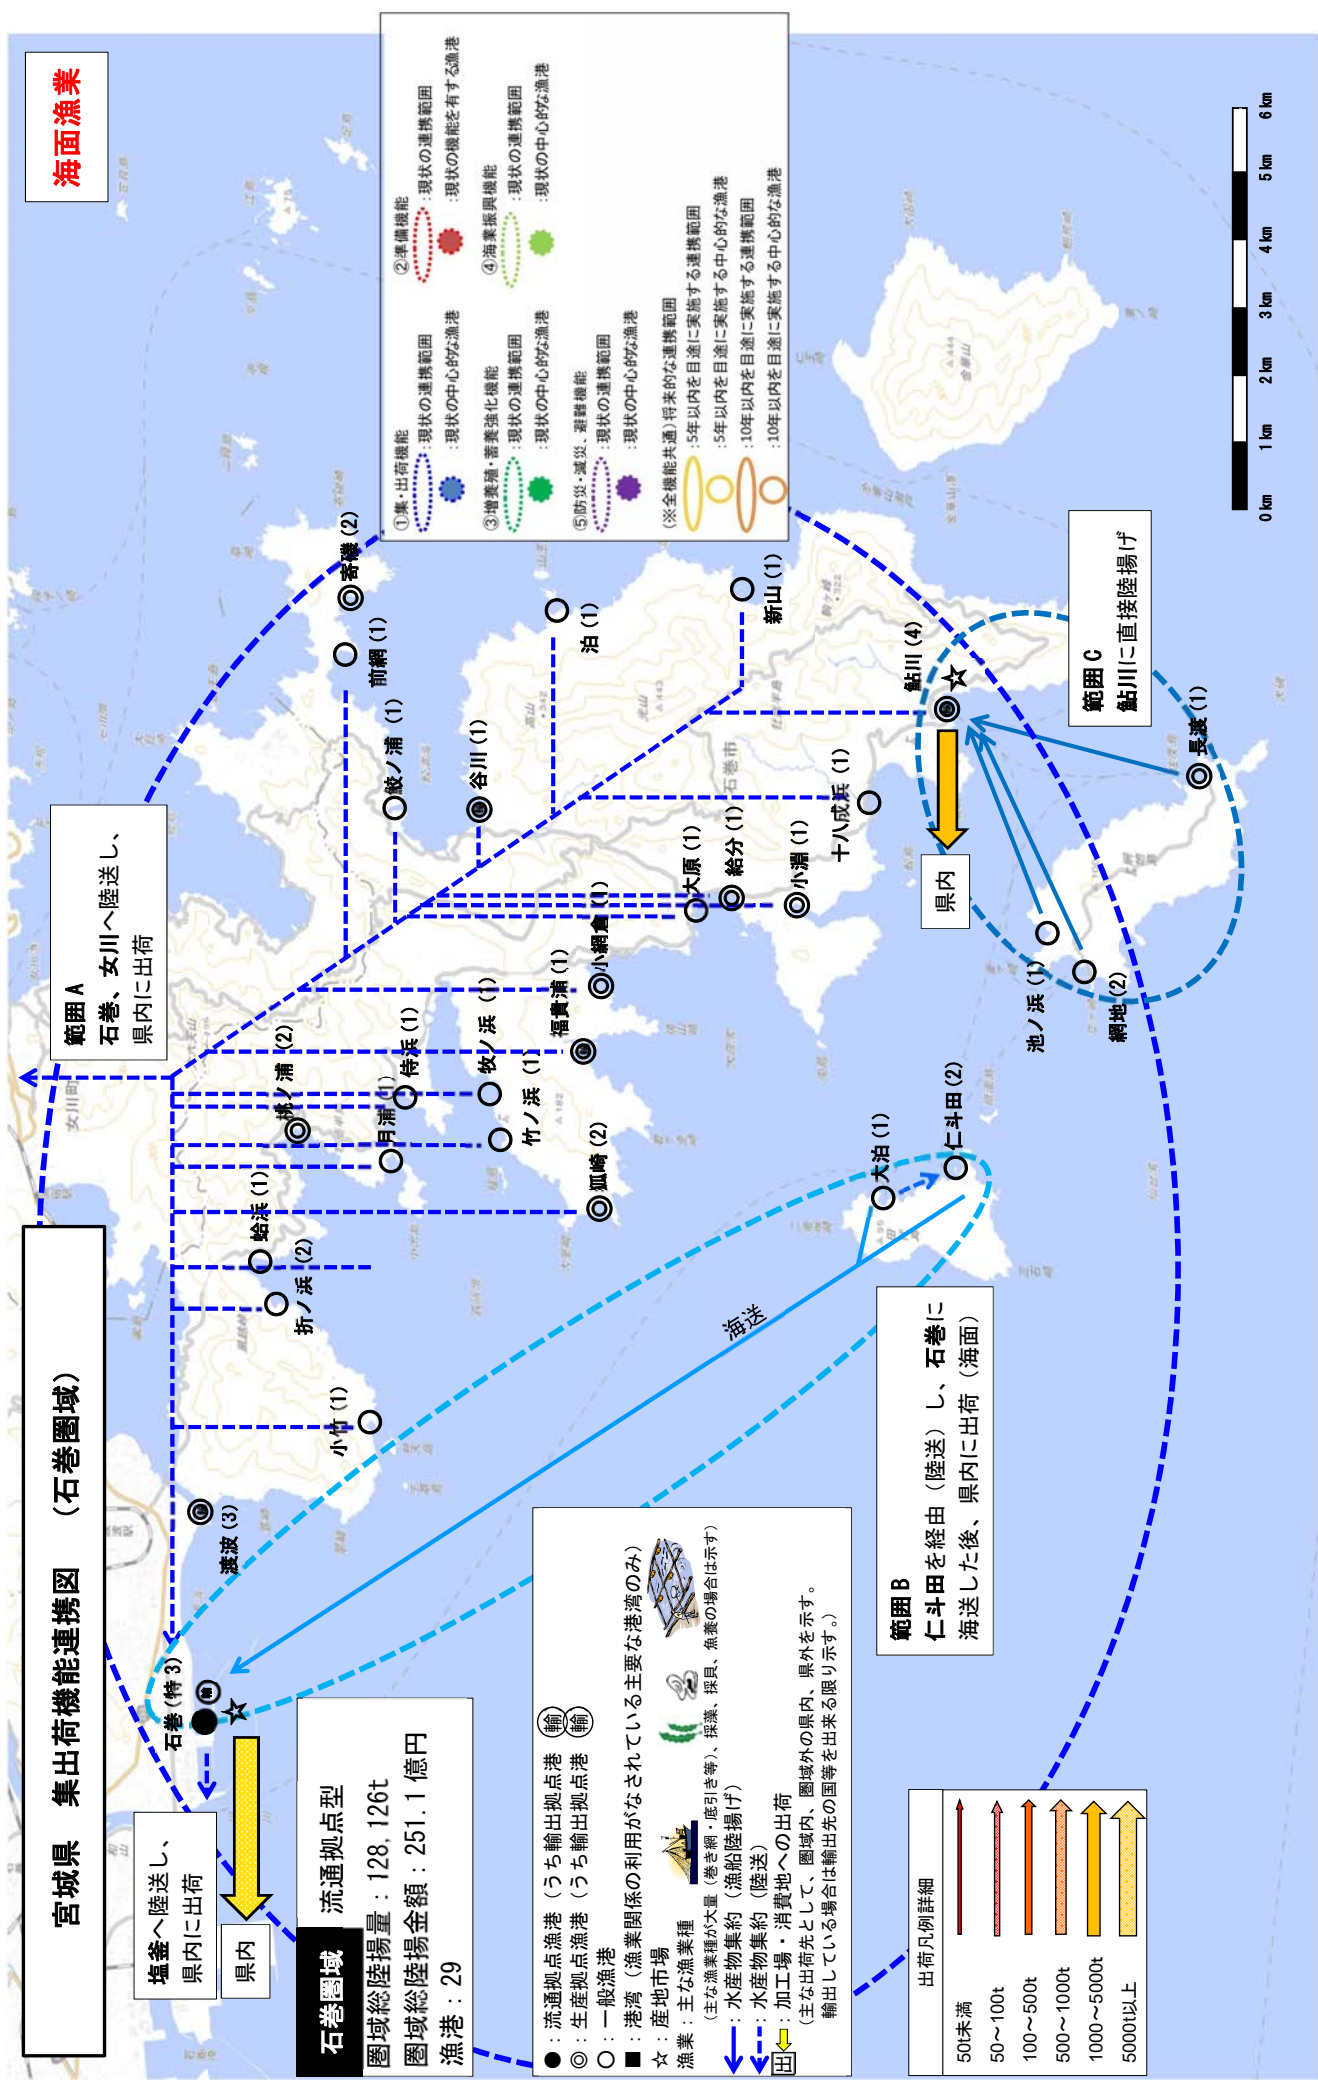 宮城県　集出荷機能連携図　（石巻圏域）
海面漁業
石巻圏域　流通拠点型
圏域総陸揚量：128,126t
圏域総陸揚金額：251.1億円
漁港：29
塩釜へ陸送し、
県内に出荷
県内
範囲A
石巻、女川へ陸送し、
県内に出荷
範囲B
仁斗田を経由（陸送）し、石巻に
海送した後、県内に出荷（海面）
範囲C
鮎川に直接陸揚げ
県内
海送
石巻(特3)
渡波(3)
小竹(1)
折ノ浜(2)
蛤浜(1)
桃ノ浦(2)
月浦(1)
侍浜(1)
牧ノ浜(1)
竹ノ浜(1)
狐崎(2)
福貴浦(1)
小網倉(1)
大原(1)
給分(1)
小淵(1)
十八成浜(1)
鮎川(4)
新山(1)
泊(1)
谷川(1)
鮫ノ浦(1)
前網(1)
寄磯(2)
大泊(1)
仁斗田(2)
池ノ浜(1)
網地(2)
長渡(1)
女川町
石巻市
金華山
①集・出荷機能
：現状の連携範囲
：現状の中心的な漁港
②準備機能
：現状の連携範囲
：現状の機能を有する漁港
③増養殖・蓄養強化機能
：現状の連携範囲
：現状の中心的な漁港
④海業振興機能
：現状の連携範囲
：現状の中心的な漁港
⑤防災・減災、避難機能
：現状の連携範囲
：現状の中心的な漁港
(※全機能共通)将来的な連携範囲
：5年以内を目途に実施する連携範囲
：5年以内を目途に実施する中心的な漁港
：10年以内を目途に実施する連携範囲
：10年以内を目途に実施する中心的な漁港
●：流通拠点漁港（うち輸出拠点港 輸）
◎：生産拠点漁港（うち輸出拠点港 輸）
○：一般漁港
■：港湾（漁業関係の利用がなされている主要な港湾のみ）
☆：産地市場
漁業：主な漁業種
(主な漁業種が大量（巻き網・底引き等）、採藻、採貝、魚養の場合は示す)
：水産物集約（漁船陸揚げ）
：水産物集約（陸送）
出：加工場・消費地への出荷
(主な出荷先として、圏域内、圏域外の県内、県外を示す。
輸出している場合は輸出先の国等を出来る限り示す。)
出荷凡例詳細
50t未満
50～100t
100～500t
500～1000t
1000～5000t
5000t以上
0km 1km 2km 3km 4km 5km 6km